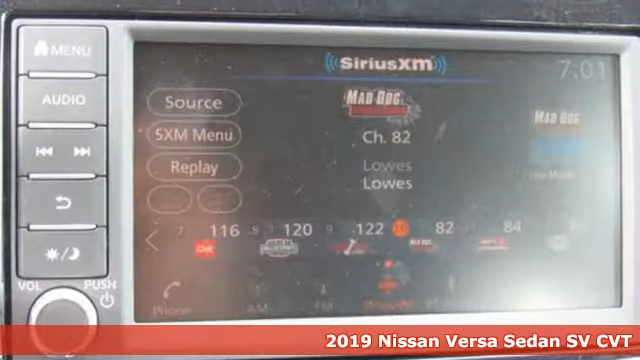 MENU
SiriusXm
7:01
AUDIO
Source
MAD DOG
SXM Menu
Ch. 82
MAD DOG
Replay
Lowes
Lowes
116
120
122
82
84
CNN
VOL
PUSH
Phone
AM
FM
2019 Nissan Versa Sedan SV CVT